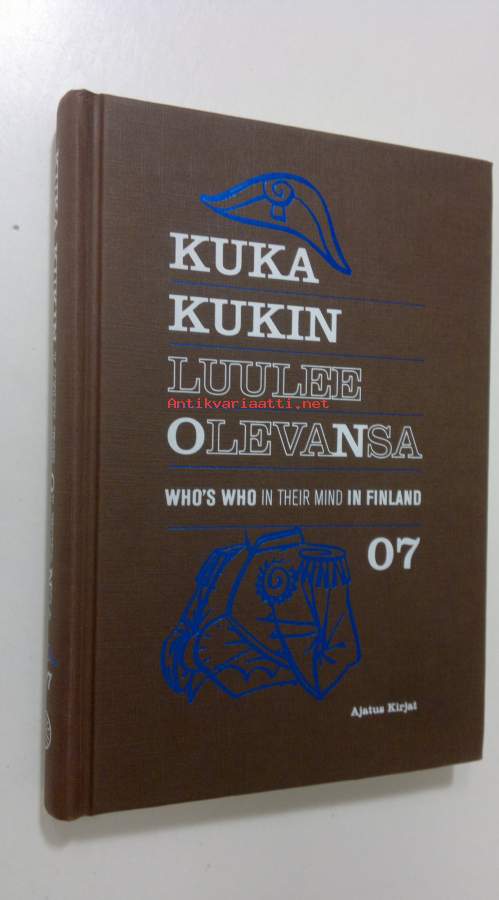 KUKA
KUKIN
LUULEE
Antikvariaatti.net
OLEVANSA
WHO'S WHO IN THEIR MIND IN FINLAND
07
Ajatus Kirjat